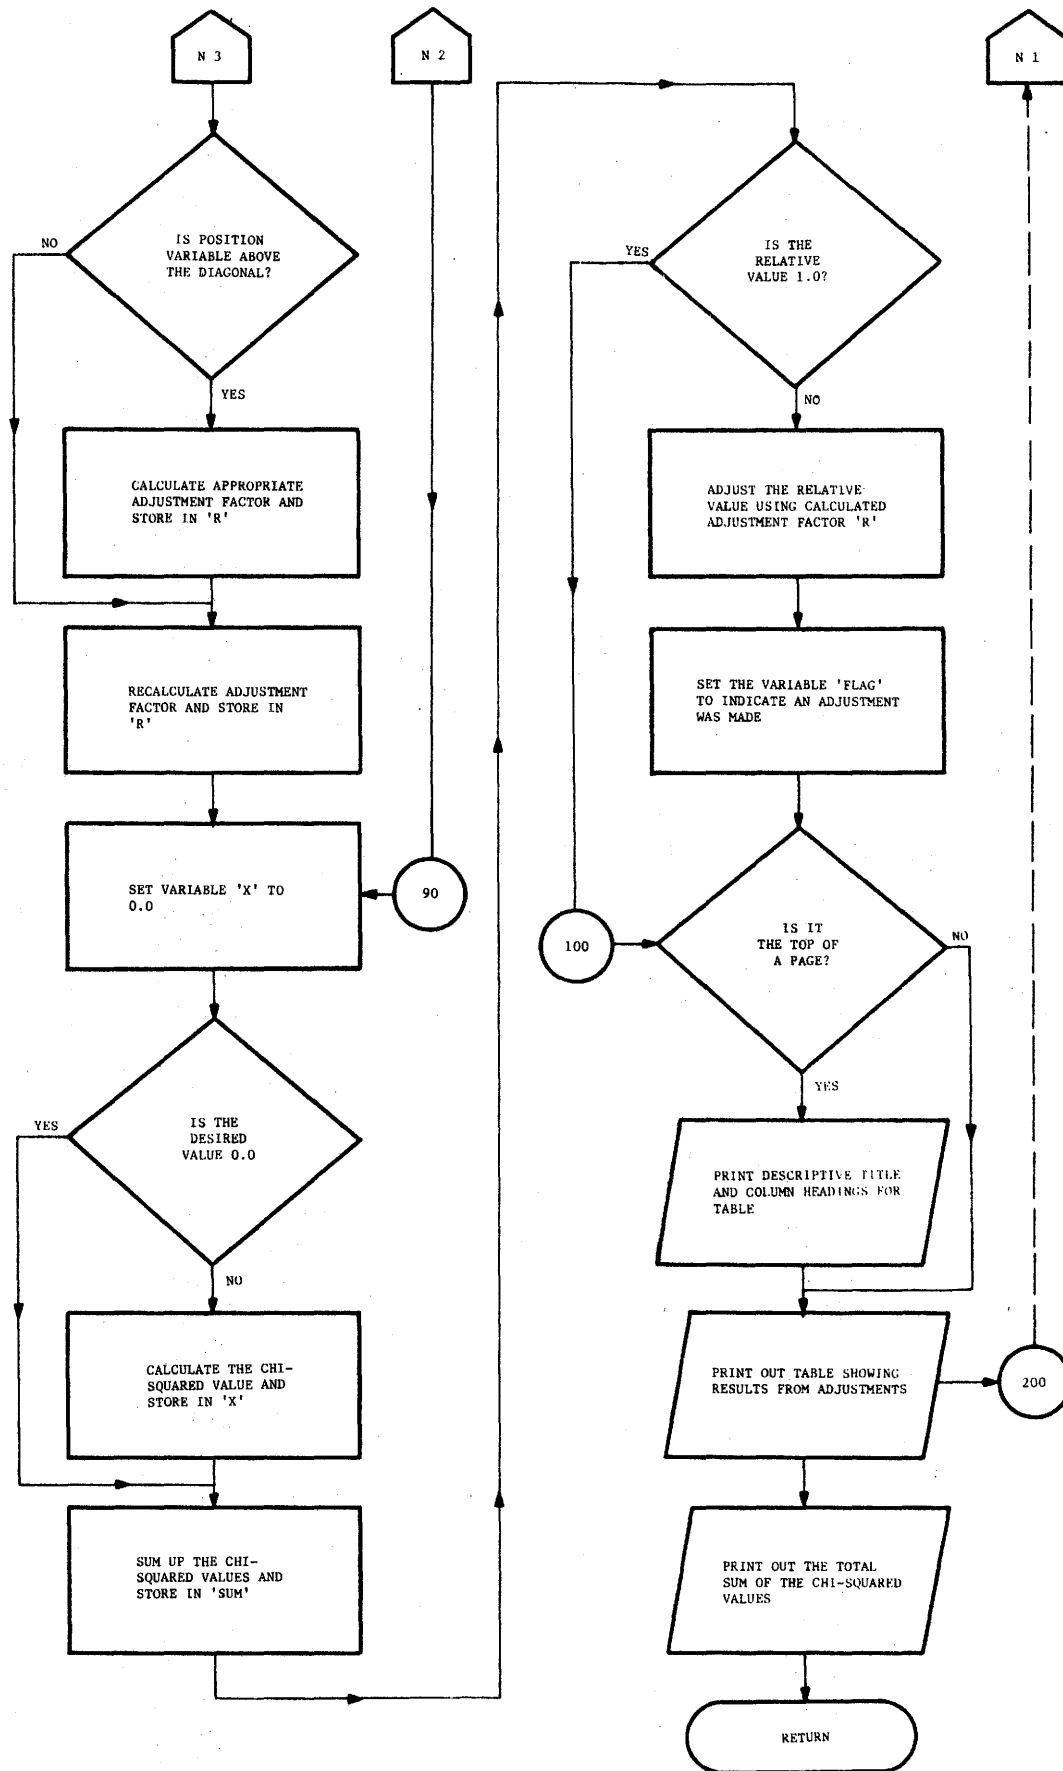 N 3
N 2
N 1
IS POSITION
VARIABLE ABOVE
THE DIAGONAL?
NO
YES
CALCULATE APPROPRIATE
ADJUSTMENT FACTOR AND
STORE IN 'R'
RECALCULATE ADJUSTMENT
FACTOR AND STORE IN
'R'
SET VARIABLE 'X' TO
0.0
90
IS THE
DESIRED
VALUE 0.0
YES
NO
CALCULATE THE CHI-
SQUARED VALUE AND
STORE IN 'X'
SUM UP THE CHI-
SQUARED VALUES AND
STORE IN 'SUM'
IS THE
RELATIVE
VALUE 1.0?
YES
NO
ADJUST THE RELATIVE
VALUE USING CALCULATED
ADJUSTMENT FACTOR 'R'
SET THE VARIABLE 'FLAG'
TO INDICATE AN ADJUSTMENT
WAS MADE
100
IS IT
THE TOP OF
A PAGE?
NO
YES
PRINT DESCRIPTIVE TITLE
AND COLUMN HEADINGS FOR
TABLE
PRINT OUT TABLE SHOWING
RESULTS FROM ADJUSTMENTS
200
PRINT OUT THE TOTAL
SUM OF THE CHI-SQUARED
VALUES
RETURN